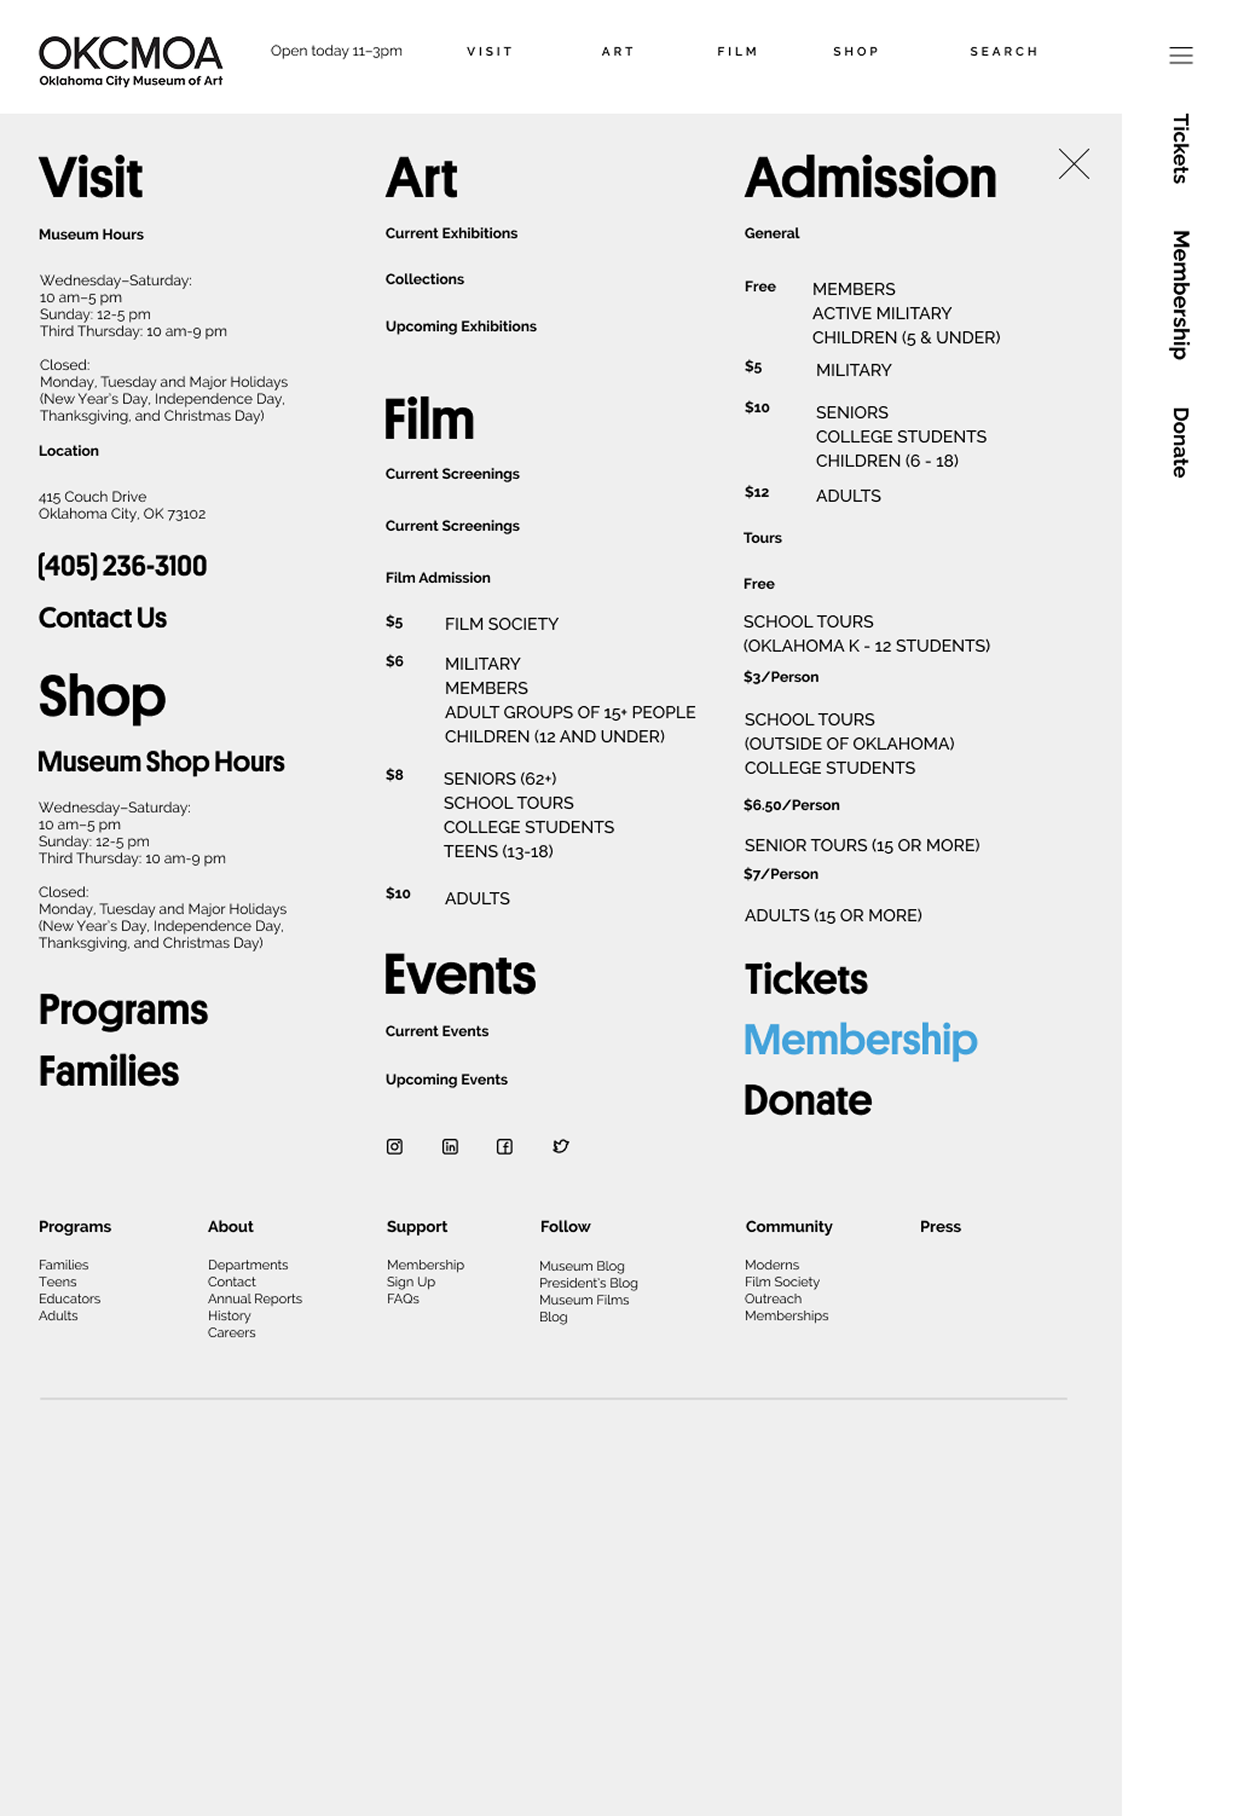 OKCMOA
Oklahoma City Museum of Art
Open today 11–3pm
VISIT
ART
FILM
SHOP
SEARCH
Tickets
Membership
Donate
Visit
Museum Hours
Wednesday–Saturday:
10 am–5 pm
Sunday: 12-5 pm
Third Thursday: 10 am-9 pm
Closed:
Monday, Tuesday and Major Holidays
(New Year's Day, Independence Day,
Thanksgiving, and Christmas Day)
Location
415 Couch Drive
Oklahoma City, OK 73102
(405) 236-3100
Contact Us
Shop
Museum Shop Hours
Wednesday–Saturday:
10 am–5 pm
Sunday: 12-5 pm
Third Thursday: 10 am-9 pm
Closed:
Monday, Tuesday and Major Holidays
(New Year's Day, Independence Day,
Thanksgiving, and Christmas Day)
Programs
Families
Art
Current Exhibitions
Collections
Upcoming Exhibitions
Film
Current Screenings
Current Screenings
Film Admission
$5 FILM SOCIETY
$6 MILITARY
MEMBERS
ADULT GROUPS OF 15+ PEOPLE
CHILDREN (12 AND UNDER)
$8 SENIORS (62+)
SCHOOL TOURS
COLLEGE STUDENTS
TEENS (13-18)
$10 ADULTS
Events
Current Events
Upcoming Events
Admission
General
Free MEMBERS
ACTIVE MILITARY
CHILDREN (5 & UNDER)
$5 MILITARY
$10 SENIORS
COLLEGE STUDENTS
CHILDREN (6 - 18)
$12 ADULTS
Tours
Free
SCHOOL TOURS
(OKLAHOMA K - 12 STUDENTS)
$3/Person
SCHOOL TOURS
(OUTSIDE OF OKLAHOMA)
COLLEGE STUDENTS
$6.50/Person
SENIOR TOURS (15 OR MORE)
$7/Person
ADULTS (15 OR MORE)
Tickets
Membership
Donate
Programs
Families
Teens
Educators
Adults
About
Departments
Contact
Annual Reports
History
Careers
Support
Membership
Sign Up
FAQs
Follow
Museum Blog
President's Blog
Museum Films
Blog
Community
Moderns
Film Society
Outreach
Memberships
Press